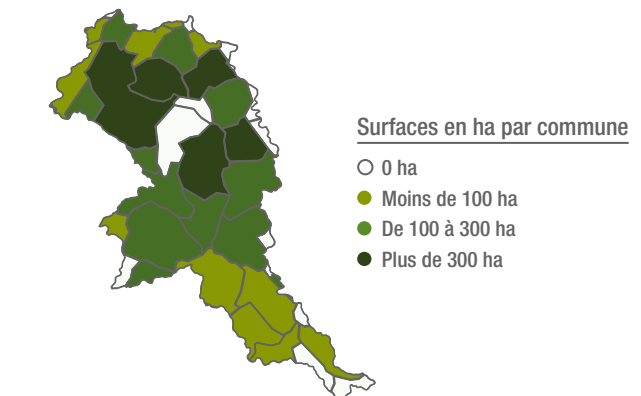 Surfaces en ha par commune
0 ha
Moins de 100 ha
De 100 à 300 ha
Plus de 300 ha